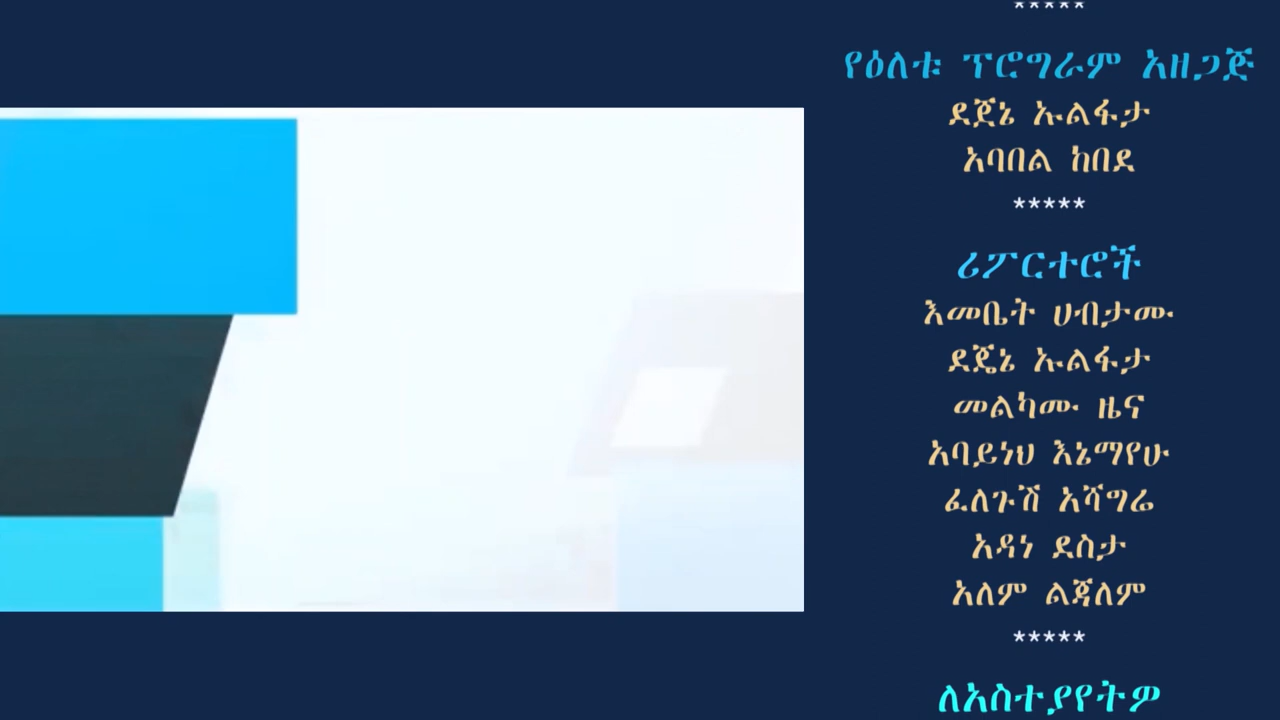 *****
የዕለቱ ፕሮግራም አዘጋጅ
ደጀኔ ኡልፋታ
አባበል ከበደ
*****
ሪፖርተሮች
እመቤት ሀብታሙ
ደጄኔ ኡልፋታ
መልካሙ ዜና
አባይነህ እኔማየሁ
ፈለጉሽ አሻግሬ
አዳነ ደስታ
አለም ልጃለም
*****
ለአስተያየትዎ